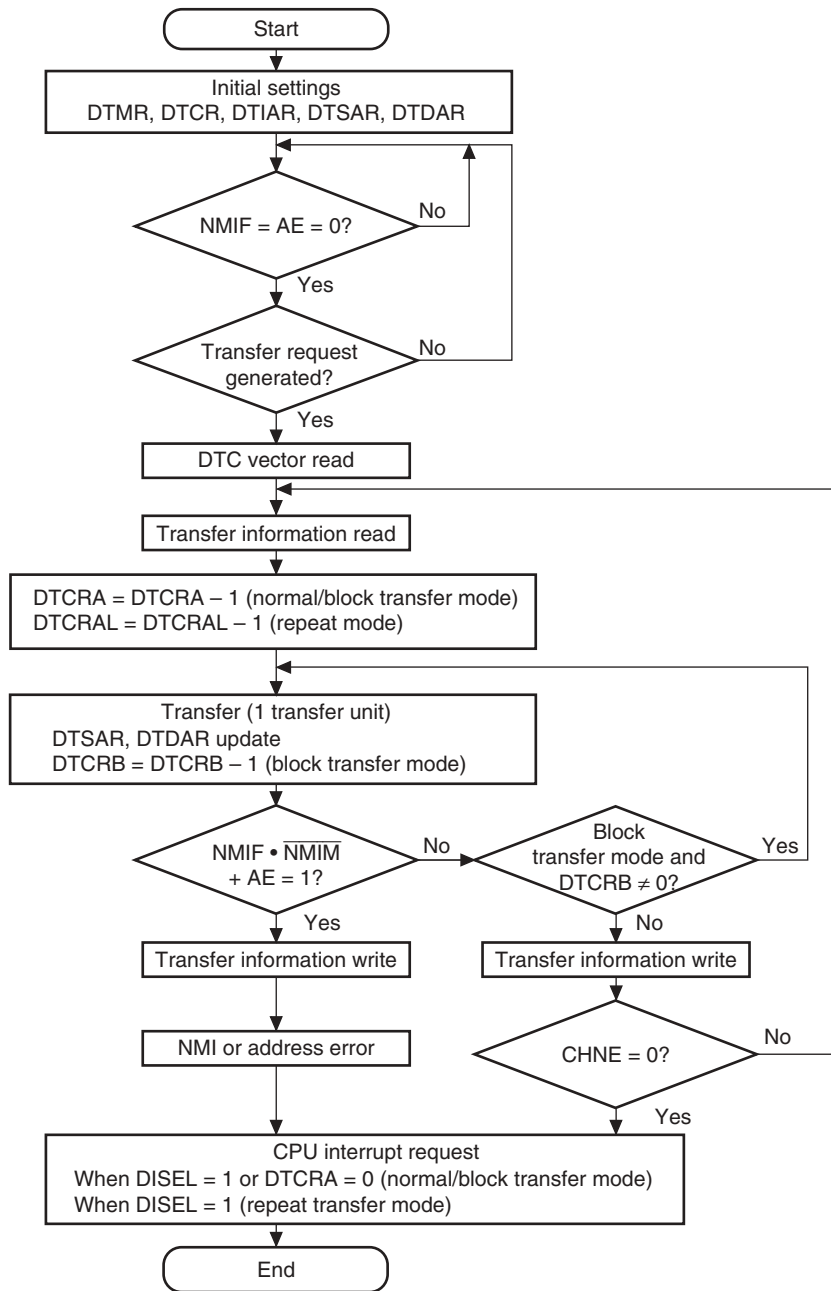 Start
Initial settings
DTMR, DTCR, DTIAR, DTSAR, DTDAR
NMIF = AE = 0?
No
Yes
Transfer request
generated?
No
Yes
DTC vector read
Transfer information read
DTCRA = DTCRA – 1 (normal/block transfer mode)
DTCRAL = DTCRAL – 1 (repeat mode)
Transfer (1 transfer unit)
DTSAR, DTDAR update
DTCRB = DTCRB – 1 (block transfer mode)
NMIF • N̅M̅I̅M̅
+ AE = 1?
No
Yes
Block
transfer mode and
DTCRB ≠ 0?
Yes
No
Transfer information write
Transfer information write
NMI or address error
CHNE = 0?
No
Yes
CPU interrupt request
When DISEL = 1 or DTCRA = 0 (normal/block transfer mode)
When DISEL = 1 (repeat transfer mode)
End